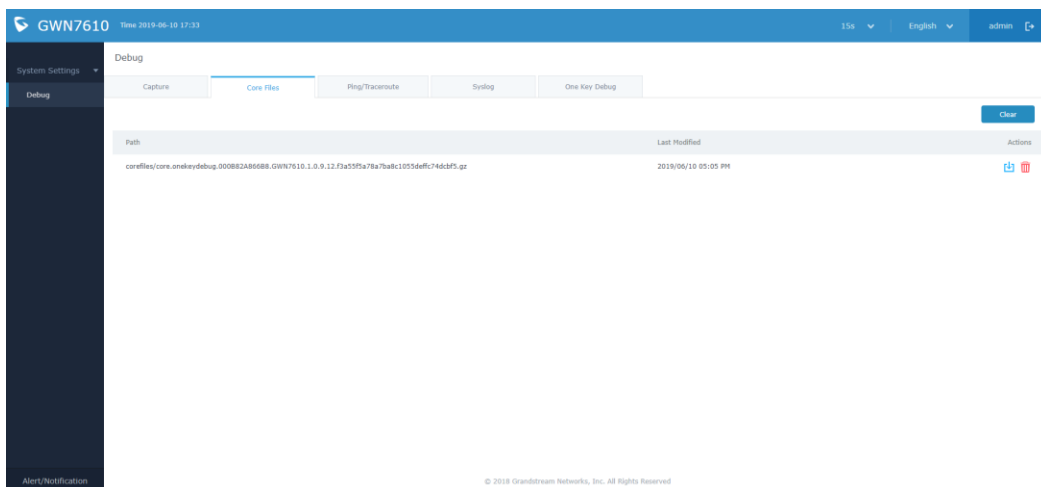 GWN7610 Time 2019-06-10 17:33 15s English admin
System Settings
Debug
Debug
Capture Core Files Ping/Traceroute Syslog One Key Debug
Clear
Path Last Modified Actions
corefiles/core.onekeydebug.000B82A866B8.GWN7610.1.0.9.12.f3a55f5a78a7ba8c1055deffc74dcbf5.gz 2019/06/10 05:05 PM
Alert/Notification
© 2018 Grandstream Networks, Inc. All Rights Reserved